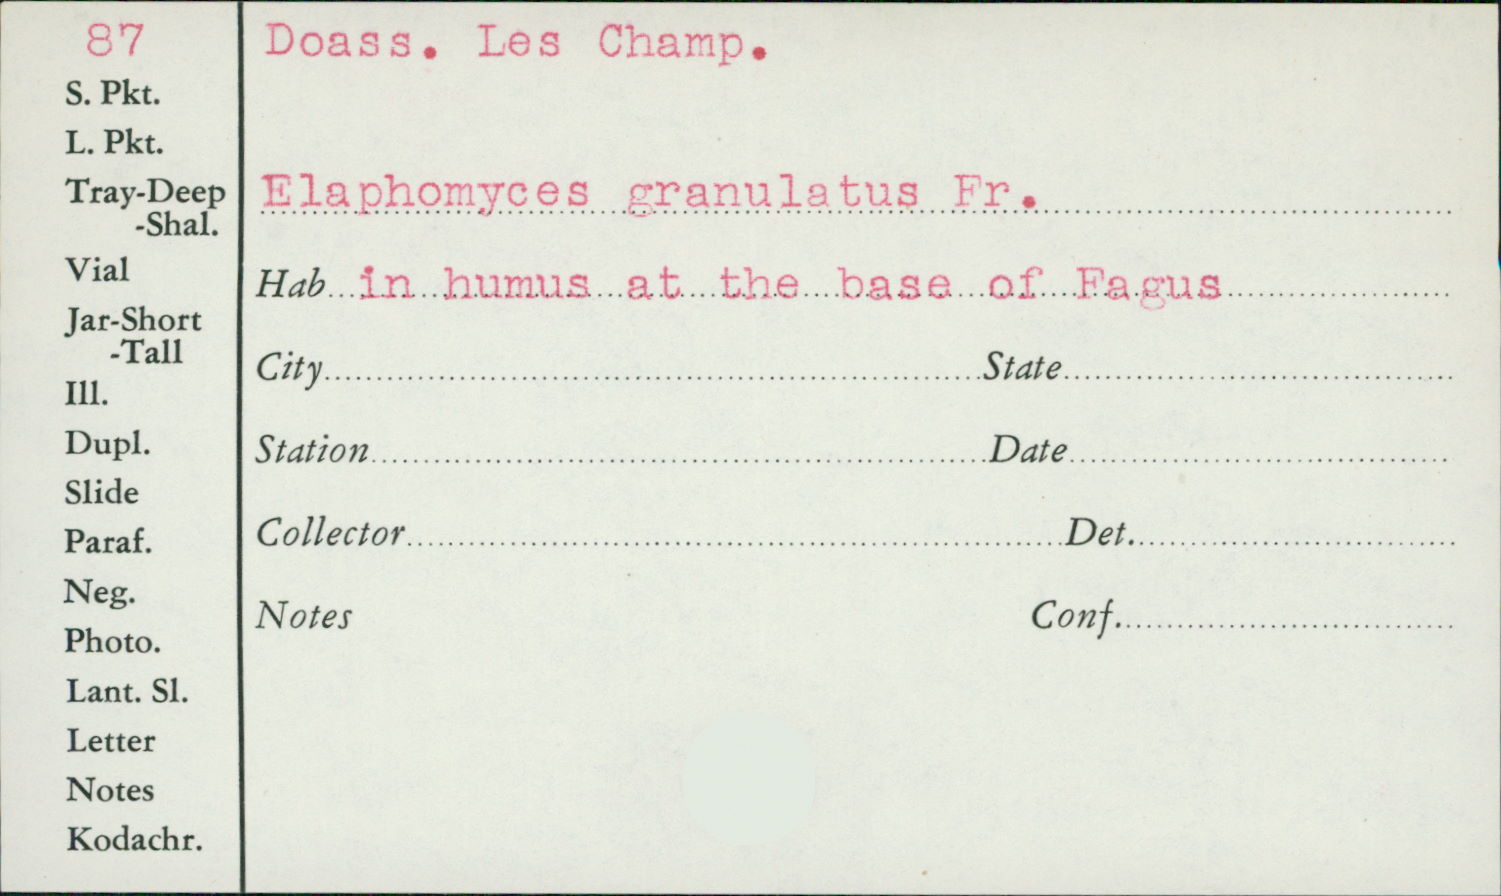 87
S. Pkt.
L. Pkt.
Tray-Deep
-Shal.
Vial
Jar-Short
-Tall
Ill.
Dupl.
Slide
Paraf.
Neg.
Photo.
Lant. Sl.
Letter
Notes
Kodachr.
Doass. Les Champ.
Elaphomyces granulatus Fr.
Hab in humus at the base of Fagus
City State
Station Date
Collector Det.
Notes Conf.